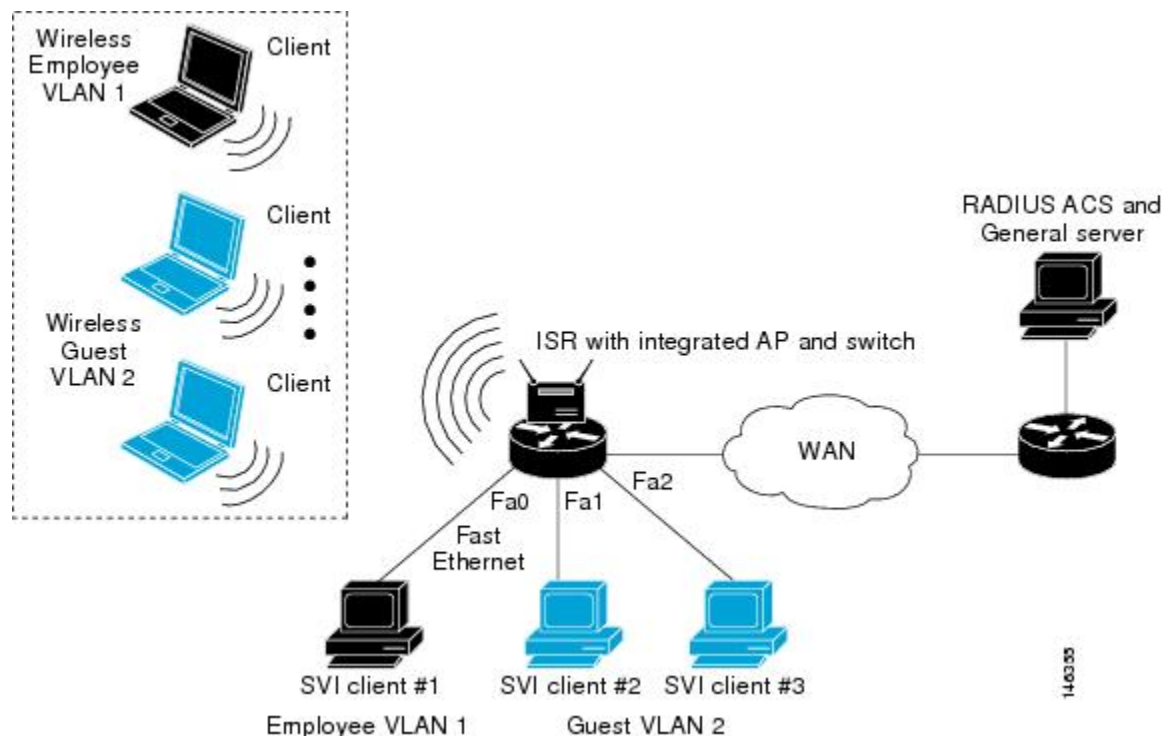 Wireless
Employee
VLAN 1
Client
Client
Wireless
Guest
VLAN 2
Client
RADIUS ACS and
General server
ISR with integrated AP and switch
WAN
Fa0
Fa1
Fa2
Fast
Ethernet
SVI client #1
SVI client #2
SVI client #3
Employee VLAN 1
Guest VLAN 2
146355